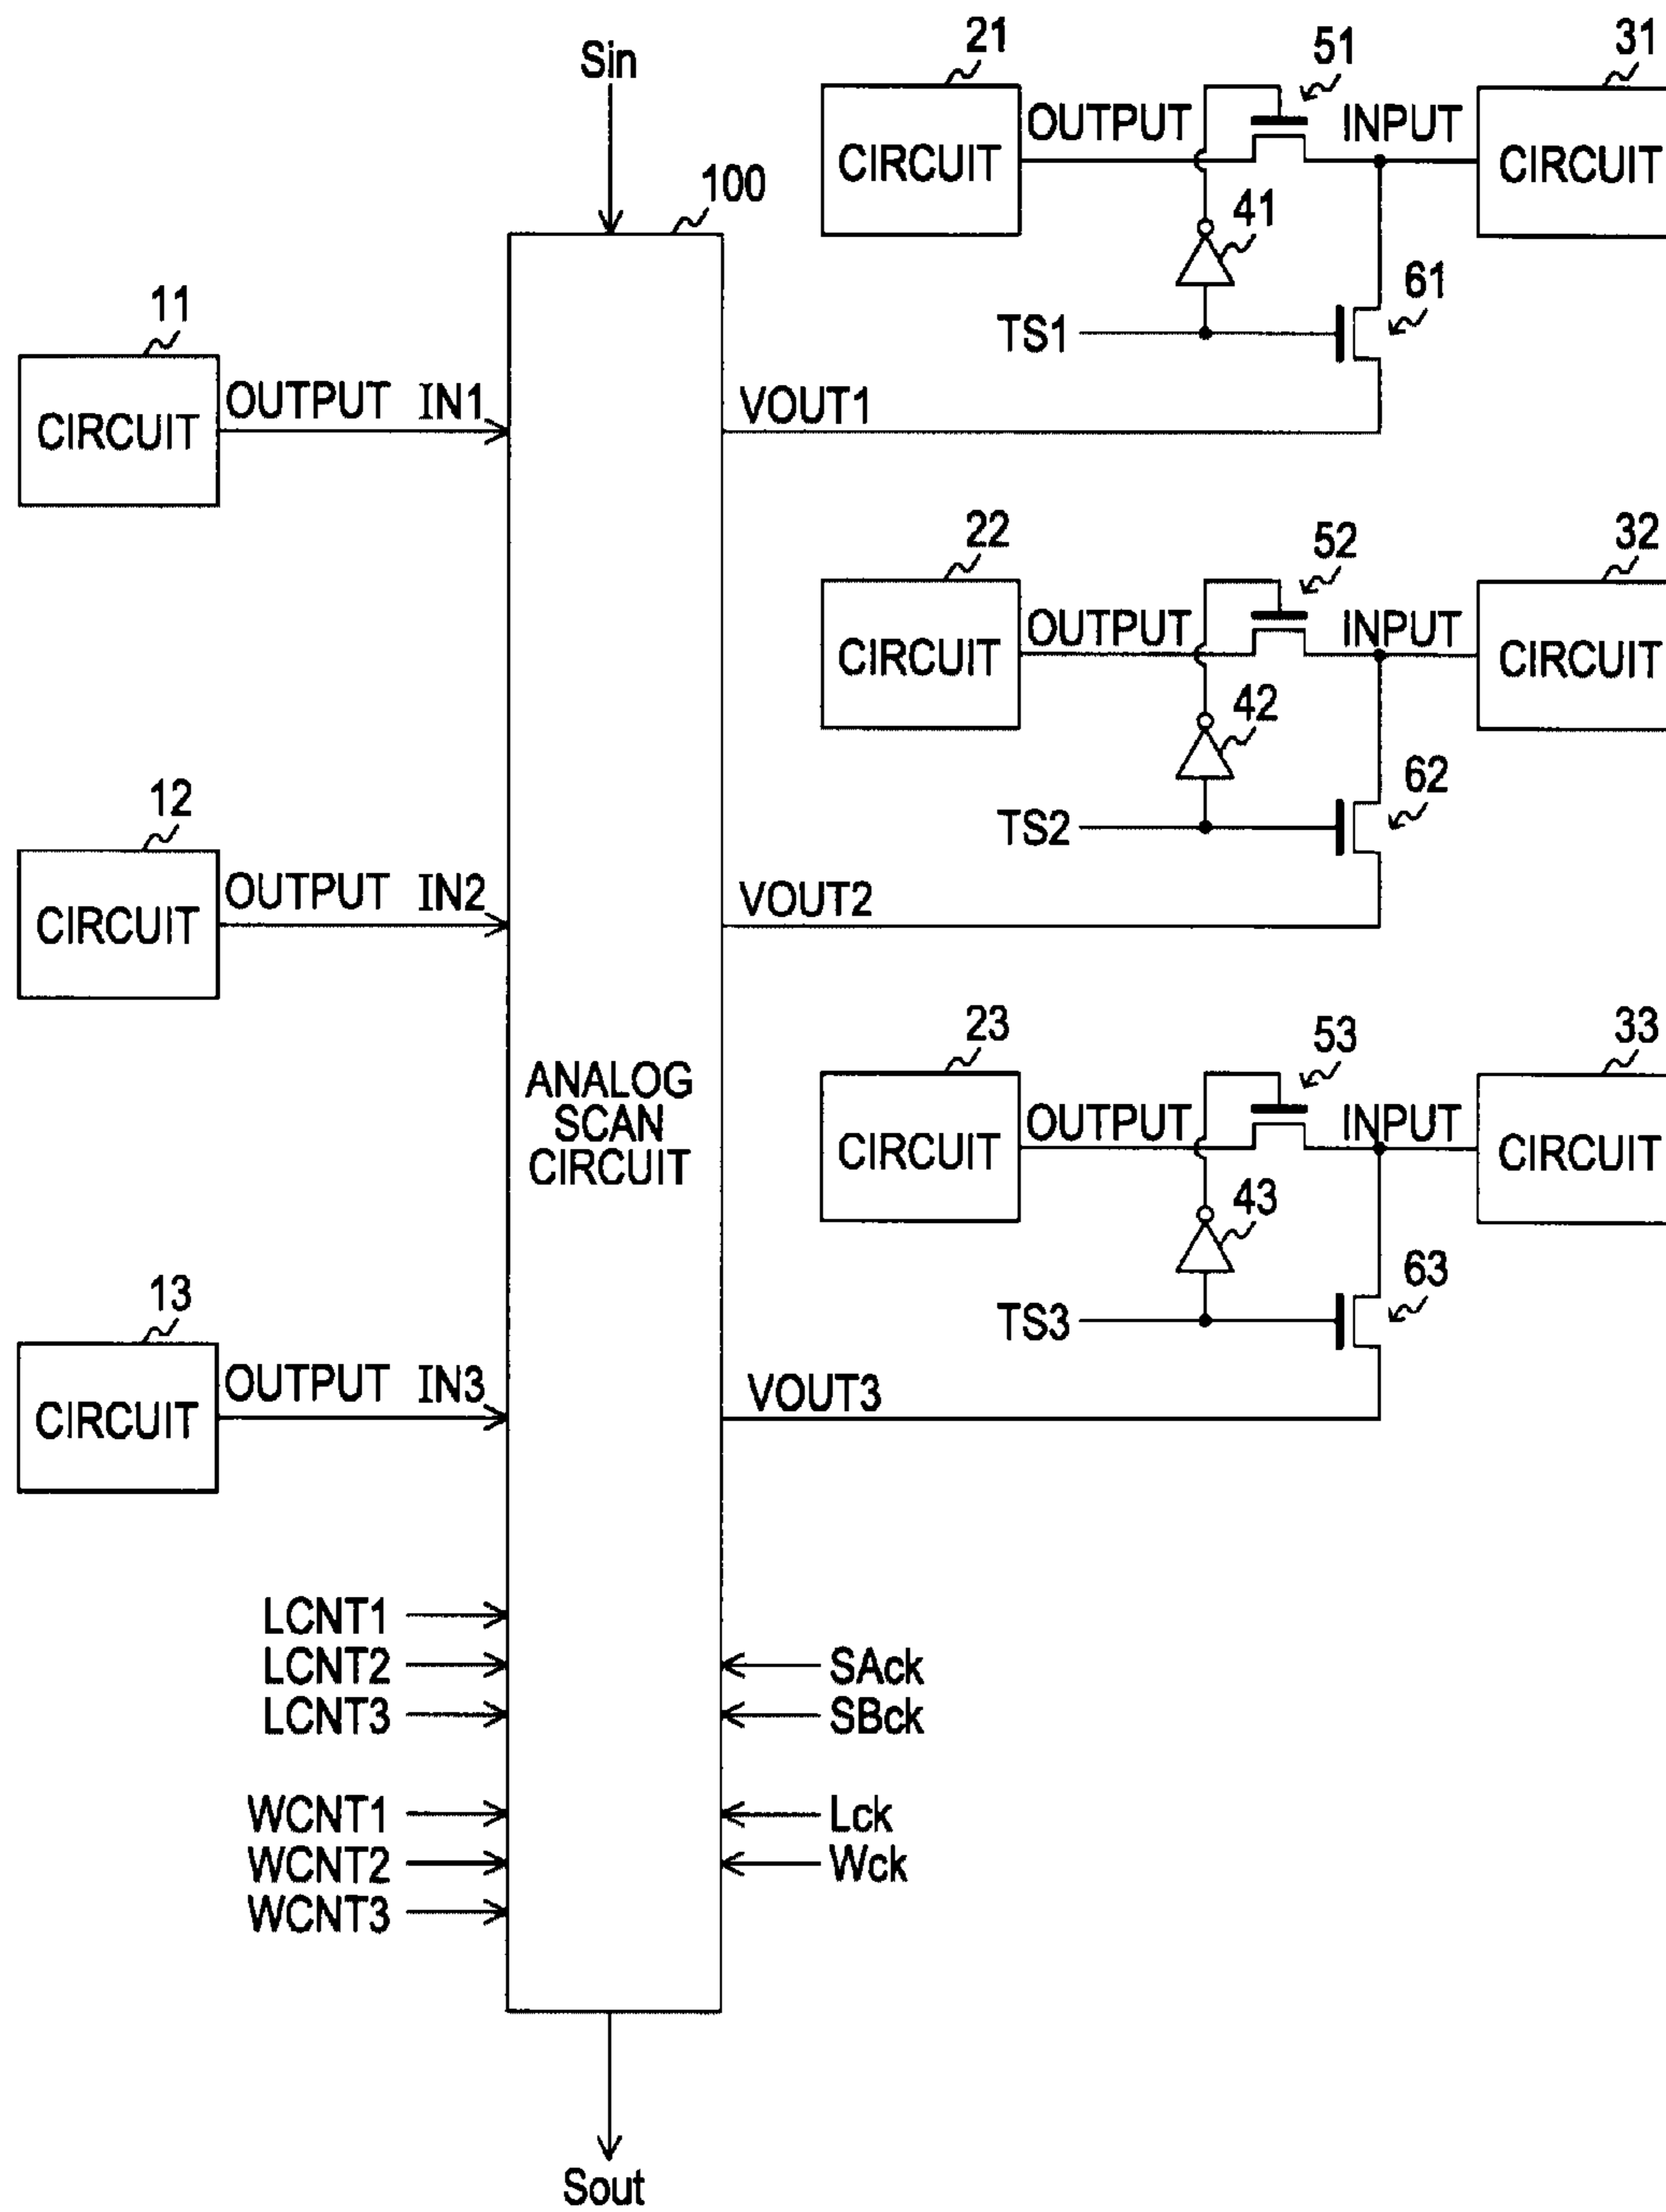 Sin
100
21
51
31
CIRCUIT
OUTPUT
INPUT
CIRCUIT
41
61
TS1
11
CIRCUIT
OUTPUT IN1
VOUT1
22
52
32
CIRCUIT
OUTPUT
INPUT
CIRCUIT
42
62
TS2
12
CIRCUIT
OUTPUT IN2
VOUT2
23
53
33
CIRCUIT
OUTPUT
INPUT
CIRCUIT
43
63
TS3
ANALOG
SCAN
CIRCUIT
13
CIRCUIT
OUTPUT IN3
VOUT3
LCNT1
LCNT2
LCNT3
SAck
SBck
WCNT1
WCNT2
WCNT3
Lck
Wck
Sout